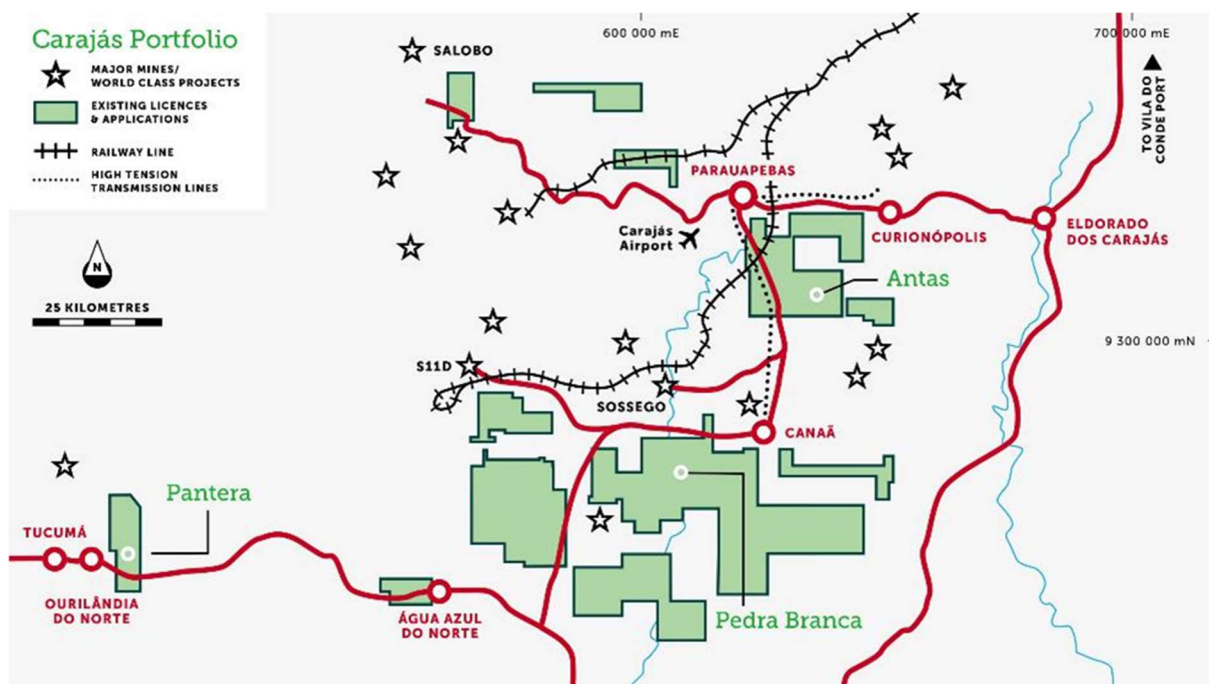 Carajás Portfolio
MAJOR MINES/
WORLD CLASS PROJECTS
EXISTING LICENCES
& APPLICATIONS
RAILWAY LINE
HIGH TENSION
TRANSMISSION LINES
N
25 KILOMETRES
600 000 mE
700 000 mE
TO VILA DO
CONDE PORT
SALOBO
PARAUAPEBAS
Carajás
Airport
CURIONÓPOLIS
ELDORADO
DOS CARAJÁS
Antas
9 300 000 mN
S11D
SOSSEGO
CANAÃ
Pantera
TUCUMÁ
OURILÂNDIA
DO NORTE
ÁGUA AZUL
DO NORTE
Pedra Branca